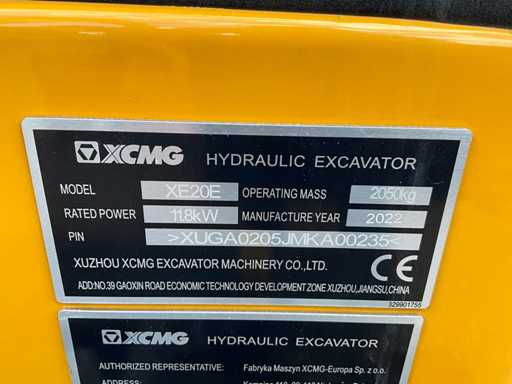 XCMG HYDRAULIC EXCAVATOR
MODEL XE20E OPERATING MASS 2050kg
RATED POWER 11.8kW MANUFACTURE YEAR 2022
PIN >XUGA0205JMKA00235<
XUZHOU XCMG EXCAVATOR MACHINERY CO.,LTD. CE
ADD:NO.39 GAOXIN ROAD ECONOMIC TECHNOLOGY DEVELOPMENT ZONE XUZHOU,JIANGSU,CHINA
329901755
XCMG HYDRAULIC EXCAVATOR
AUTHORIZED REPRESENTATIVE: Fabryka Maszyn XCMG-Europa Sp. z o.o.
ADDRESS: